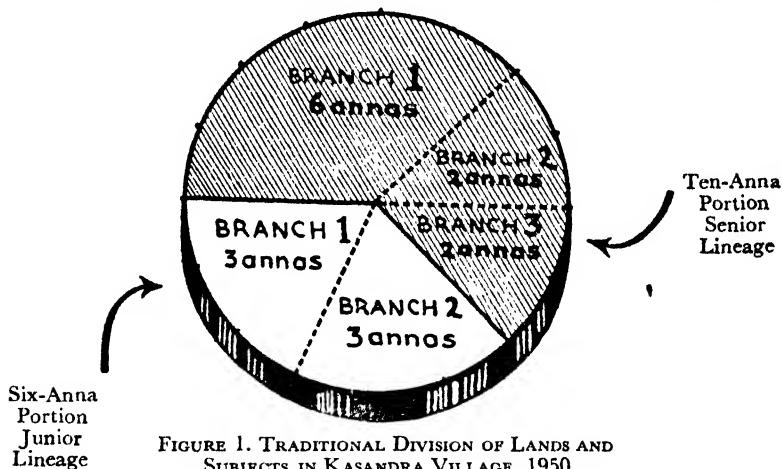 BRANCH 1
6 annas
BRANCH 2
2 annas
BRANCH 3
2 annas
BRANCH 1
3 annas
BRANCH 2
3 annas
Ten-Anna
Portion
Senior
Lineage
Six-Anna
Portion
Junior
Lineage
FIGURE 1. TRADITIONAL DIVISION OF LANDS AND
SUBJECTS IN KASANDRA VILLAGE, 1950